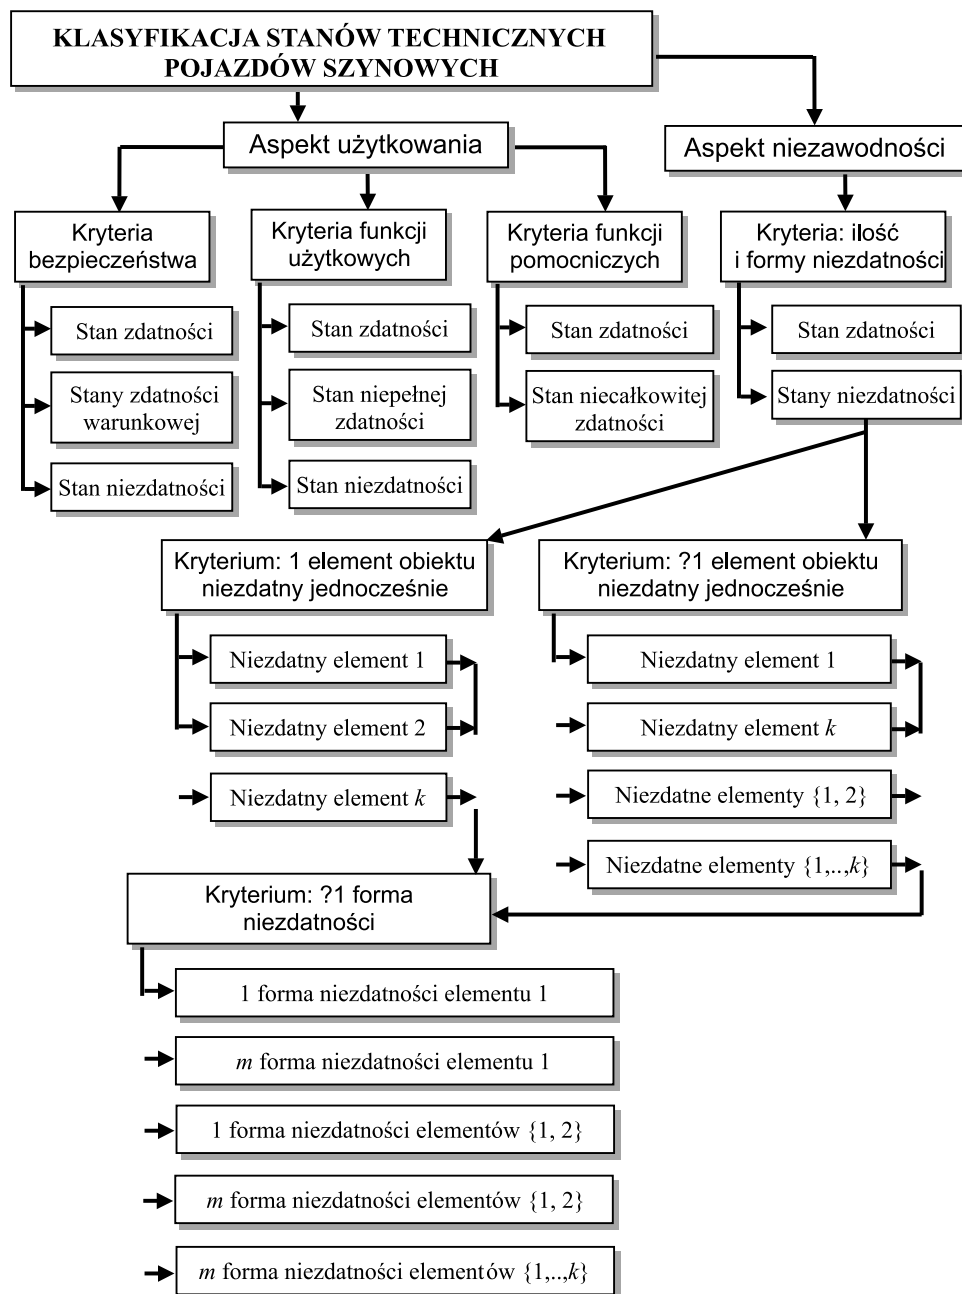 KLASYFIKACJA STANÓW TECHNICZNYCH
POJAZDÓW SZYNOWYCH
Aspekt użytkowania
Aspekt niezawodności
Kryteria
bezpieczeństwa
Kryteria funkcji
użytkowych
Kryteria funkcji
pomocniczych
Kryteria: ilość
i formy niezdatności
Stan zdatności
Stany zdatności
warunkowej
Stan niezdatności
Stan zdatności
Stan niepełnej
zdatności
Stan niezdatności
Stan zdatności
Stan niecałkowitej
zdatności
Stan zdatności
Stany niezdatności
Kryterium: 1 element obiektu
niezdatny jednocześnie
Niezdatny element 1
Niezdatny element 2
Niezdatny element k
Kryterium: ?1 element obiektu
niezdatny jednocześnie
Niezdatny element 1
Niezdatny element k
Niezdatne elementy {1, 2}
Niezdatne elementy {1,..,k}
Kryterium: ?1 forma
niezdatności
1 forma niezdatności elementu 1
m forma niezdatności elementu 1
1 forma niezdatności elementów {1, 2}
m forma niezdatności elementów {1, 2}
m forma niezdatności elementów {1,..,k}